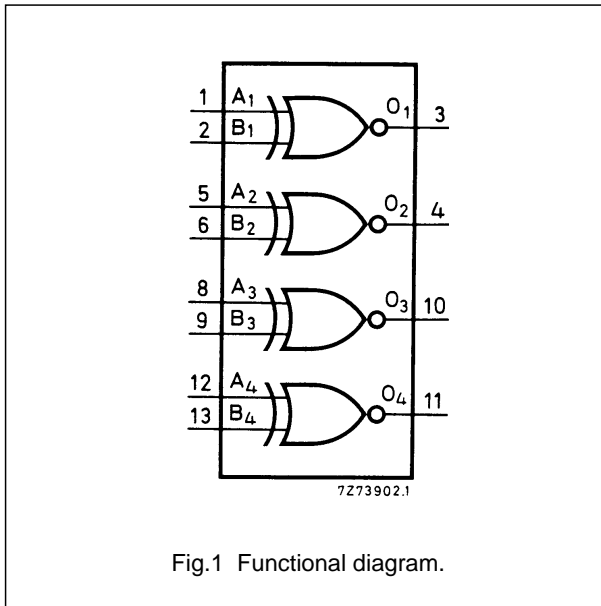 1 A1 O1 3
2 B1
5 A2 O2 4
6 B2
8 A3 O3 10
9 B3
12 A4 O4 11
13 B4
7Z73902.1
Fig.1 Functional diagram.